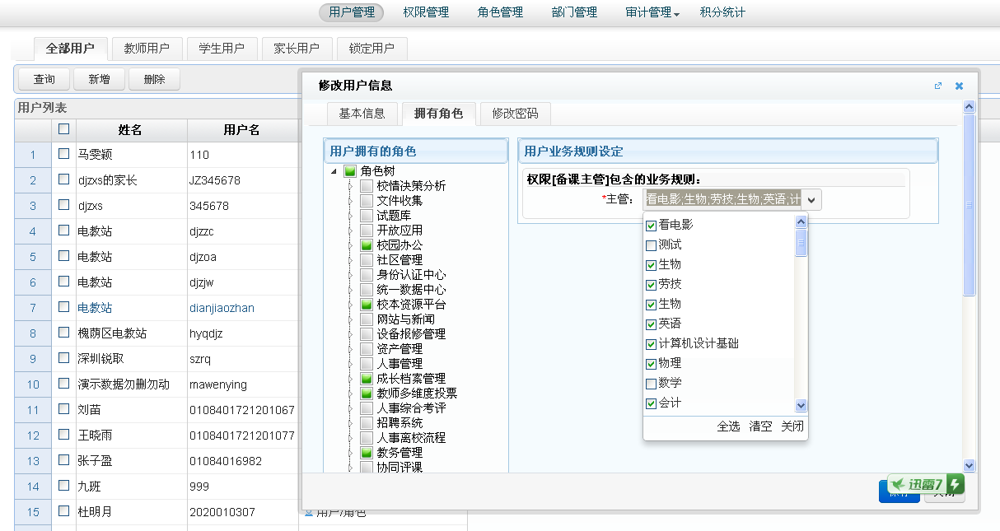 用户管理 权限管理 角色管理 部门管理 审计管理 积分统计
全部用户 教师用户 学生用户 家长用户 锁定用户
查询 新增 删除
用户列表
姓名 用户名
1 马雯颖 110
2 djzxs的家长 JZ345678
3 djzxs 345678
4 电教站 djzzc
5 电教站 djzoa
6 电教站 djzjw
7 电教站 dianjiaozhan
8 槐荫区电教站 hyqdjz
9 深圳锐取 szrq
10 演示数据勿删勿动 mawenying
11 刘苗 0108401721201067
12 王晓雨 0108401721201077
13 张子盈 01084016982
14 九班 999
15 杜明月 2020010307 用户/角色
修改用户信息
基本信息 拥有角色 修改密码
用户拥有的角色
角色树
校情决策分析
文件收集
试题库
开放应用
校园办公
社区管理
身份认证中心
统一数据中心
校本资源平台
网站与新闻
设备报修管理
资产管理
人事管理
成长档案管理
教师多维度投票
人事综合考评
招聘系统
人事离校流程
教务管理
协同评课
用户业务规则设定
权限[备课主管]包含的业务规则：
*主管： 看电影;生物;劳技;生物;英语;计
看电影
测试
生物
劳技
生物
英语
计算机设计基础
物理
数学
会计
全选 清空 关闭
迅雷7
保存 关闭